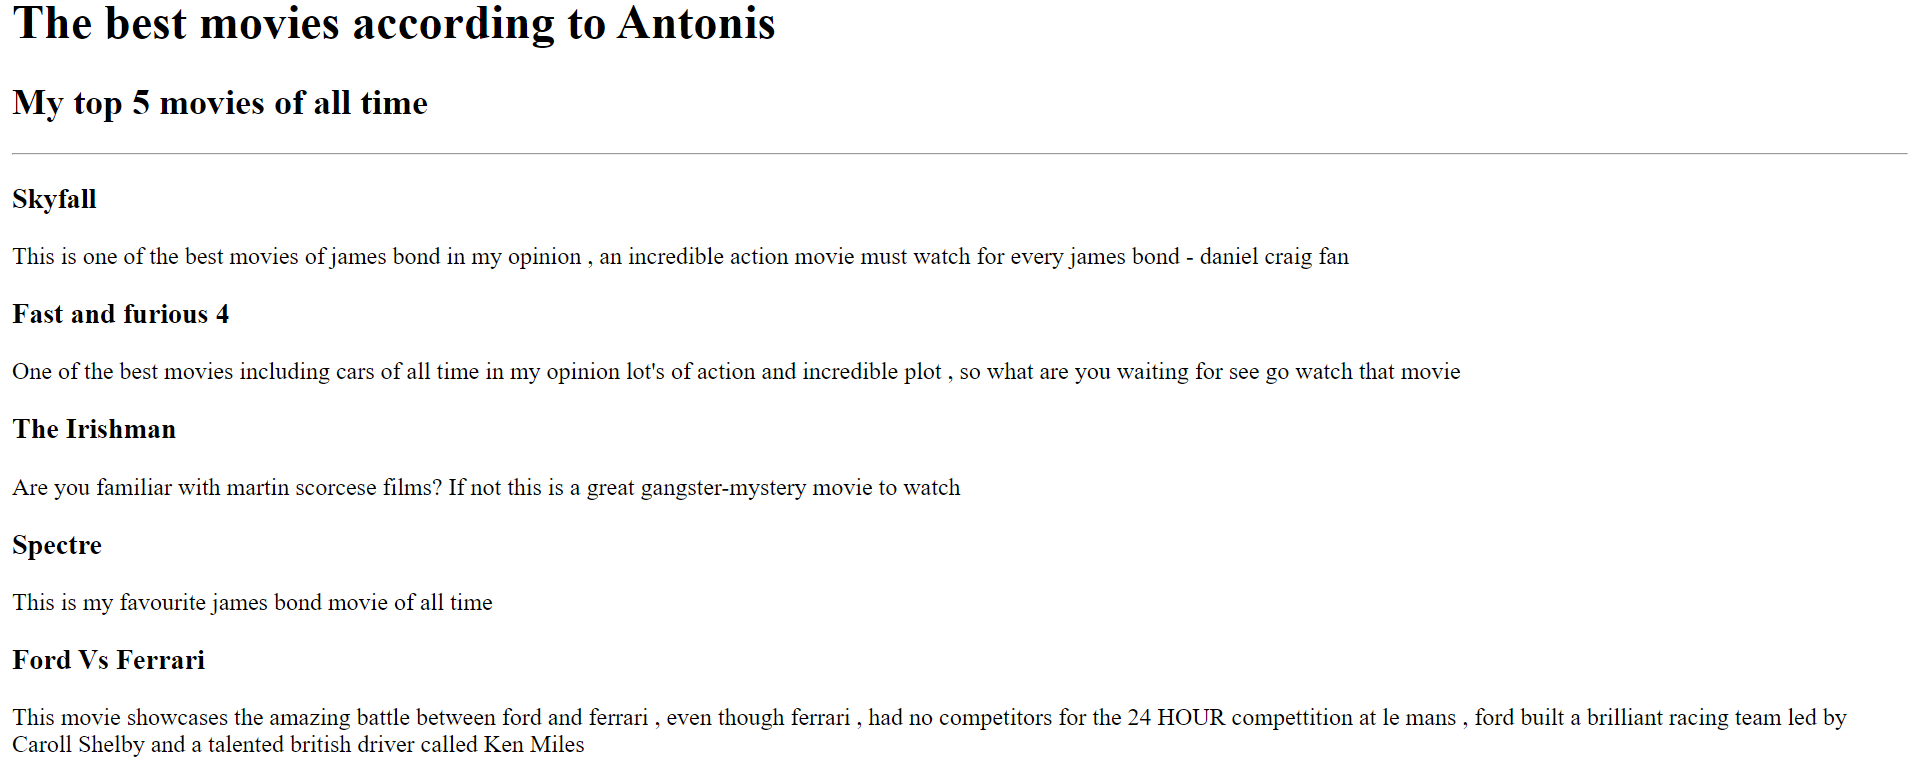 The best movies according to Antonis
My top 5 movies of all time
Skyfall
This is one of the best movies of james bond in my opinion , an incredible action movie must watch for every james bond - daniel craig fan
Fast and furious 4
One of the best movies including cars of all time in my opinion lot's of action and incredible plot , so what are you waiting for see go watch that movie
The Irishman
Are you familiar with martin scorcese films? If not this is a great gangster-mystery movie to watch
Spectre
This is my favourite james bond movie of all time
Ford Vs Ferrari
This movie showcases the amazing battle between ford and ferrari , even though ferrari , had no competitors for the 24 HOUR compettition at le mans , ford built a brilliant racing team led by
Caroll Shelby and a talented british driver called Ken Miles